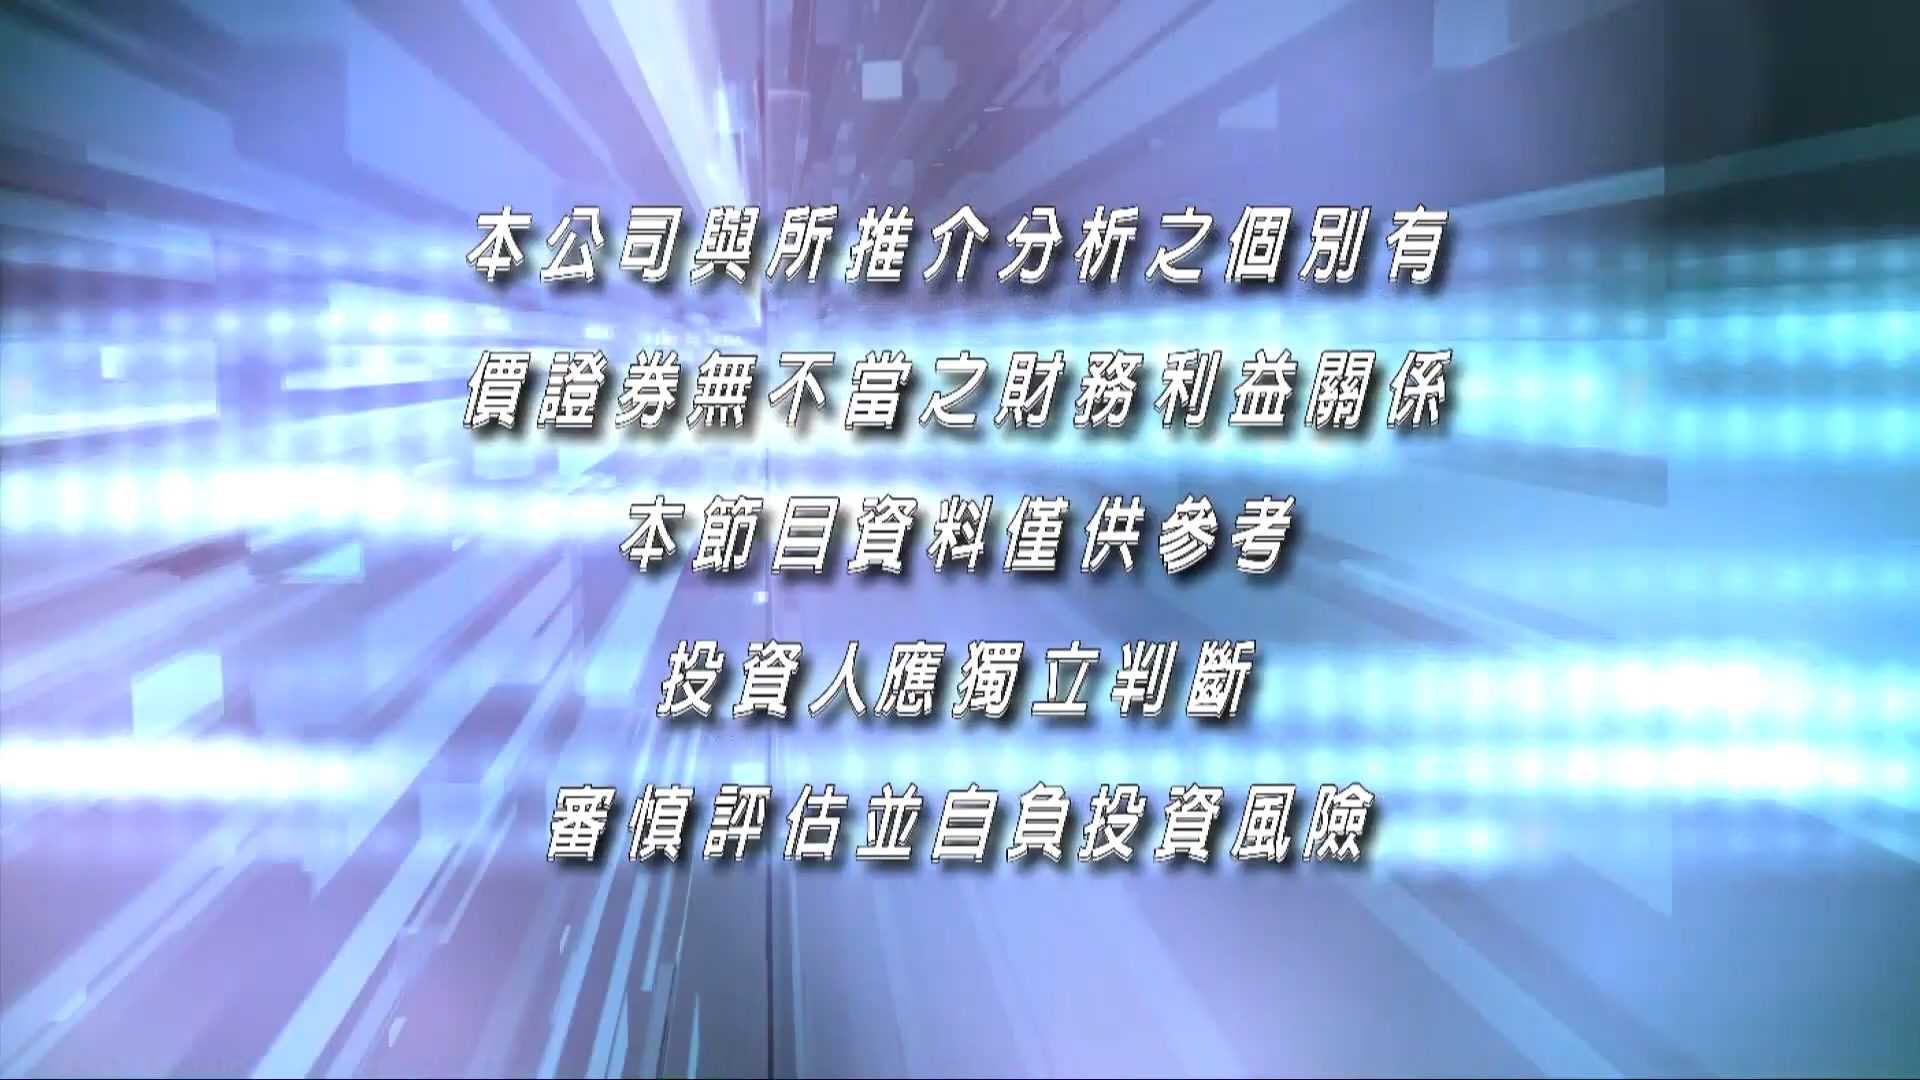 本公司與所推介分析之個別有
價證券無不當之財務利益關係
本節目資料僅供參考
投資人應獨立判斷
審慎評估並自負投資風險